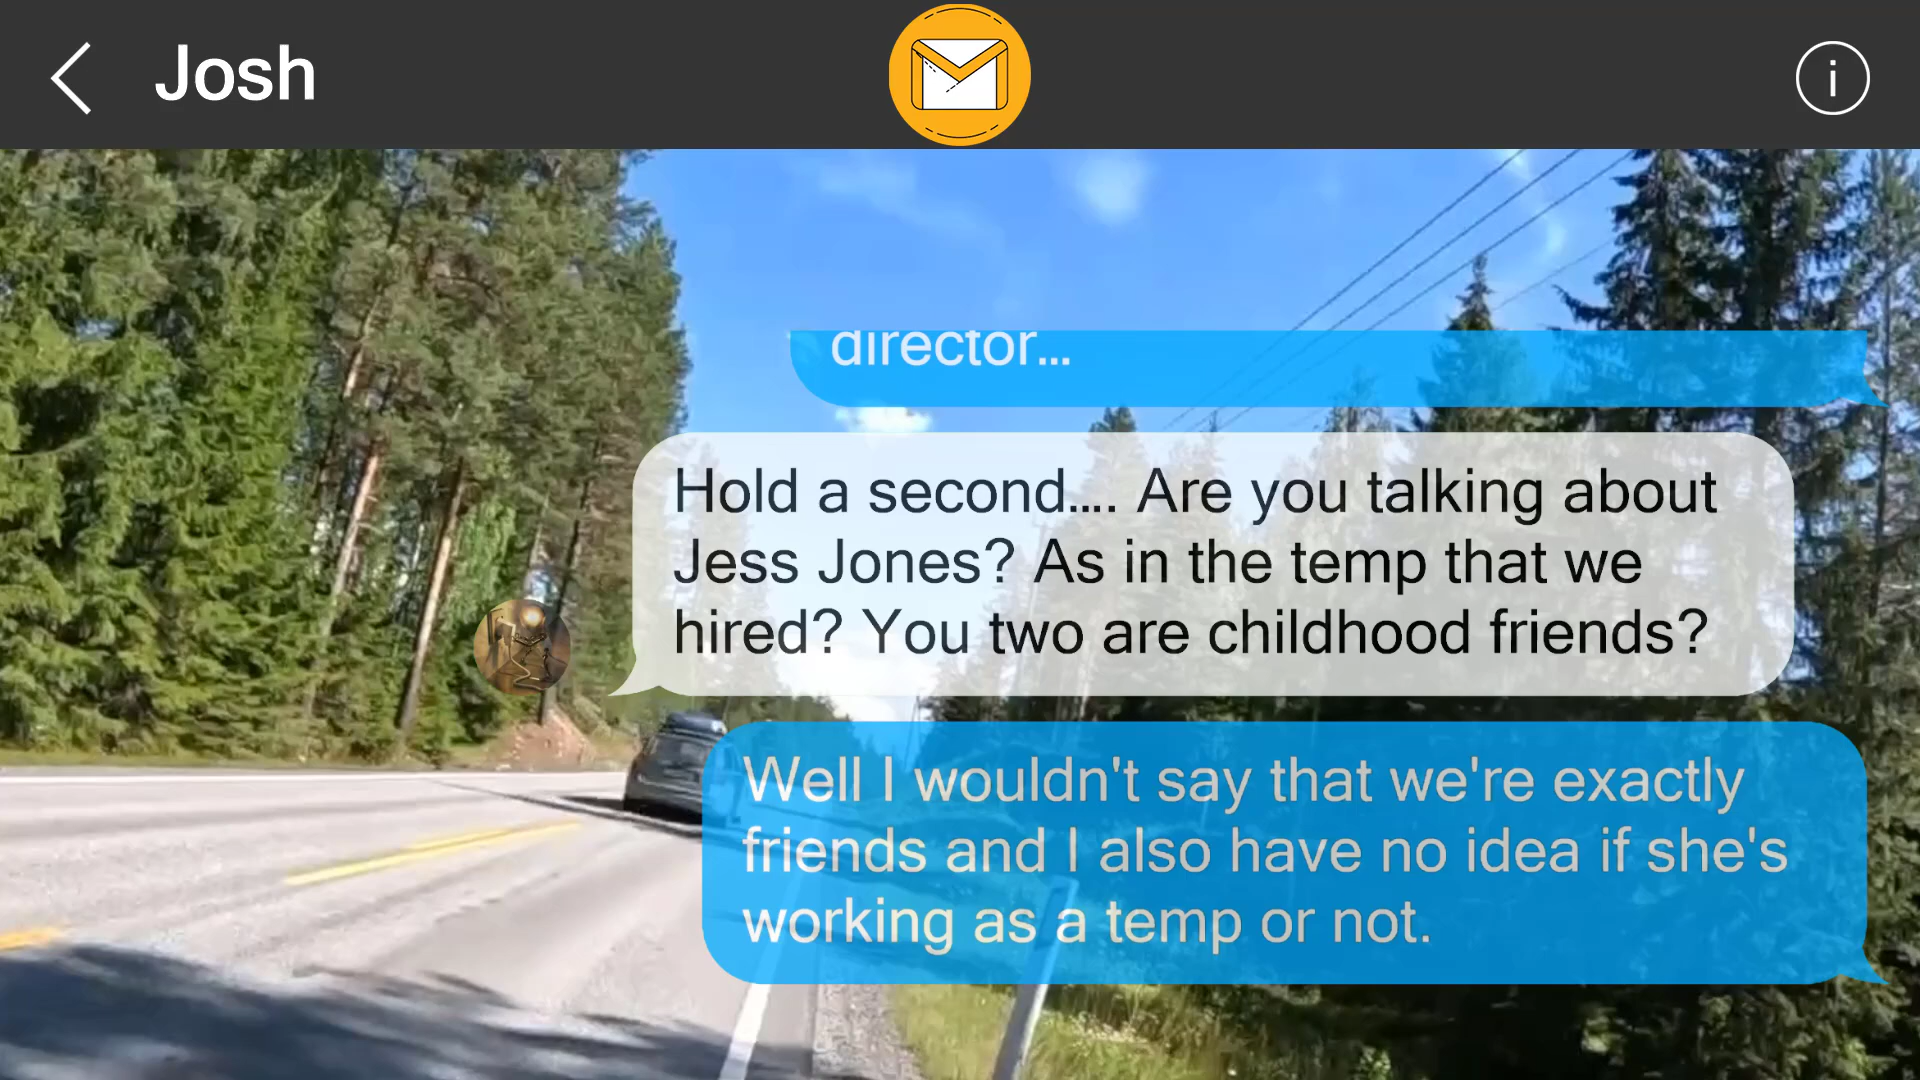 Josh
i
director...
Hold a second.... Are you talking about
Jess Jones? As in the temp that we
hired? You two are childhood friends?
Well I wouldn't say that we're exactly
friends and I also have no idea if she's
working as a temp or not.